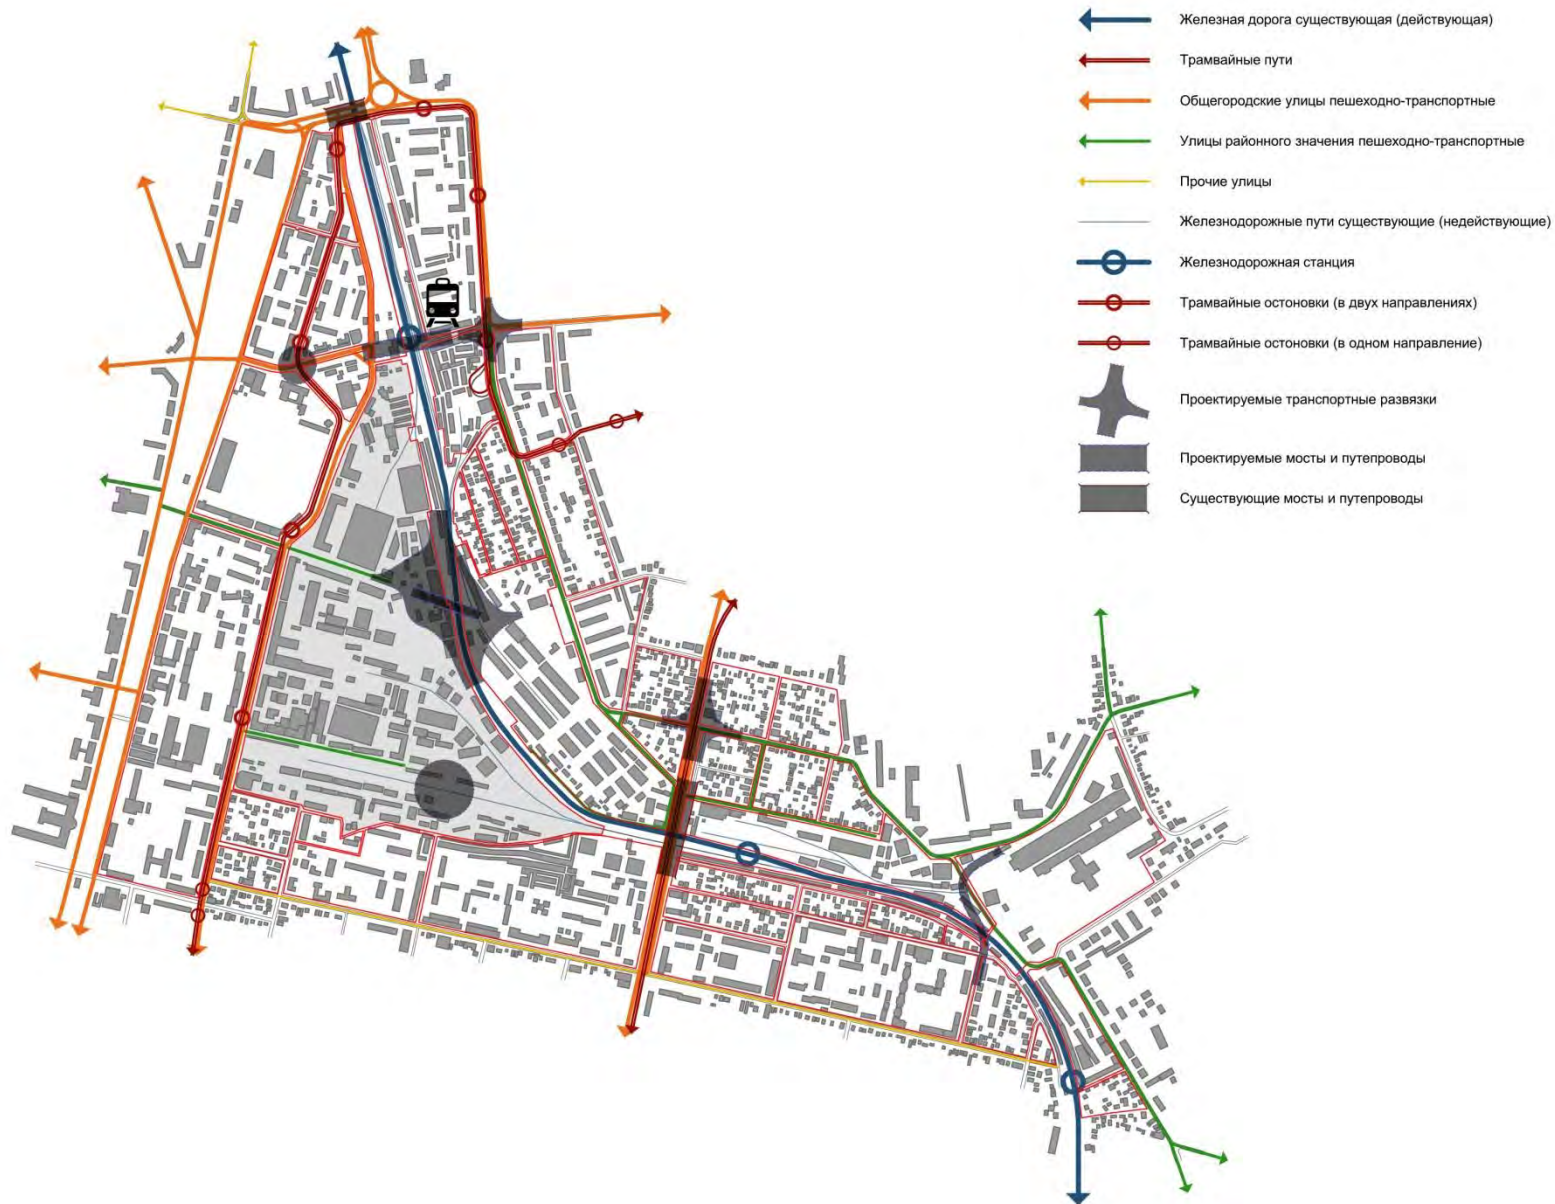 Железная дорога существующая (действующая)
Трамвайные пути
Общегородские улицы пешеходно-транспортные
Улицы районного значения пешеходно-транспортные
Прочие улицы
Железнодорожные пути существующие (недействующие)
Железнодорожная станция
Трамвайные остоновки (в двух направлениях)
Трамвайные остоновки (в одном направление)
Проектируемые транспортные развязки
Проектируемые мосты и путепроводы
Существующие мосты и путепроводы